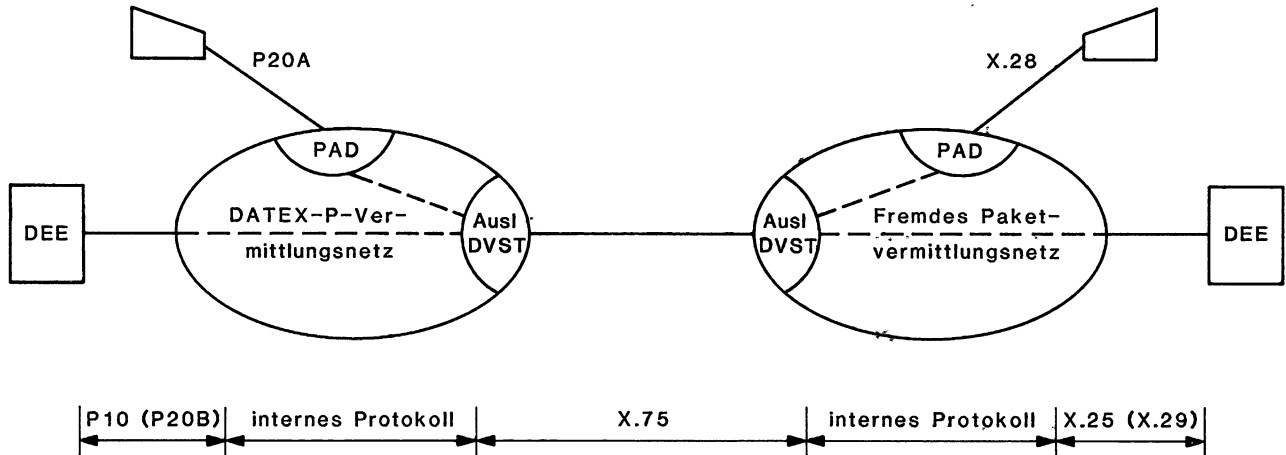 P20A
X.28
PAD
PAD
DEE
DATEX-P-Ver-
mittlungsnetz
Ausl
DVST
Ausl
DVST
Fremdes Paket-
vermittlungsnetz
DEE
P10 (P20B)
internes Protokoll
X.75
internes Protokoll
X.25 (X.29)